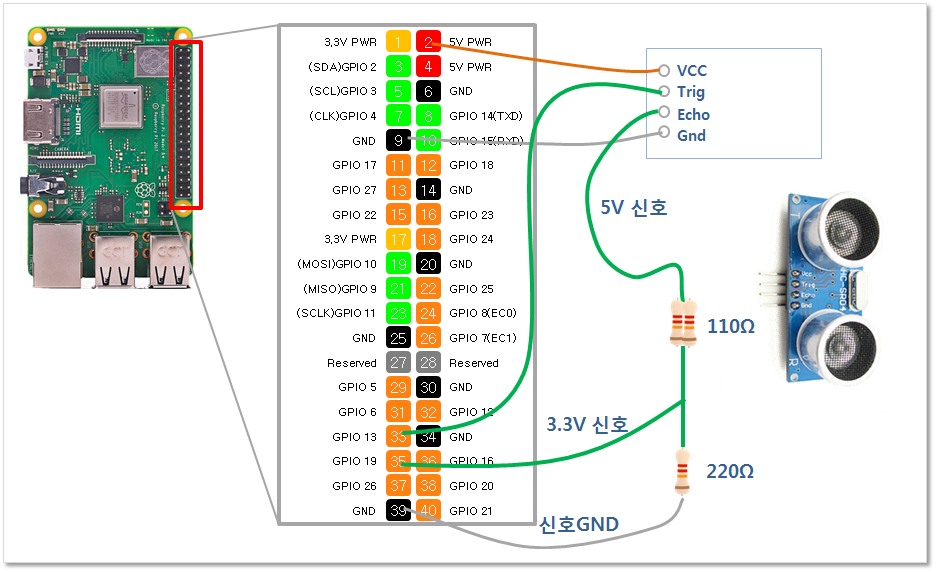 3,3V PWR 1 2 5V PWR
(SDA)GPIO 2 3 4 5V PWR
(SCL)GPIO 3 5 6 GND
(CLK)GPIO 4 7 8 GPIO 14(TXD)
GND 9 10 GPIO 15(RXD)
GPIO 17 11 12 GPIO 18
GPIO 27 13 14 GND
GPIO 22 15 16 GPIO 23
3,3V PWR 17 18 GPIO 24
(MOSI)GPIO 10 19 20 GND
(MISO)GPIO 9 21 22 GPIO 25
(SCLK)GPIO 11 23 24 GPIO 8(EC0)
GND 25 26 GPIO 7(EC1)
Reserved 27 28 Reserved
GPIO 5 29 30 GND
GPIO 6 31 32 GPIO 12
GPIO 13 33 34 GND
GPIO 19 35 36 GPIO 16
GPIO 26 37 38 GPIO 20
GND 39 40 GPIO 21
VCC
Trig
Echo
Gnd
5V 신호
110Ω
3.3V 신호
220Ω
신호GND
HDMI
Vcc
Trig
Echo
Gnd
HC-SR04
T
R